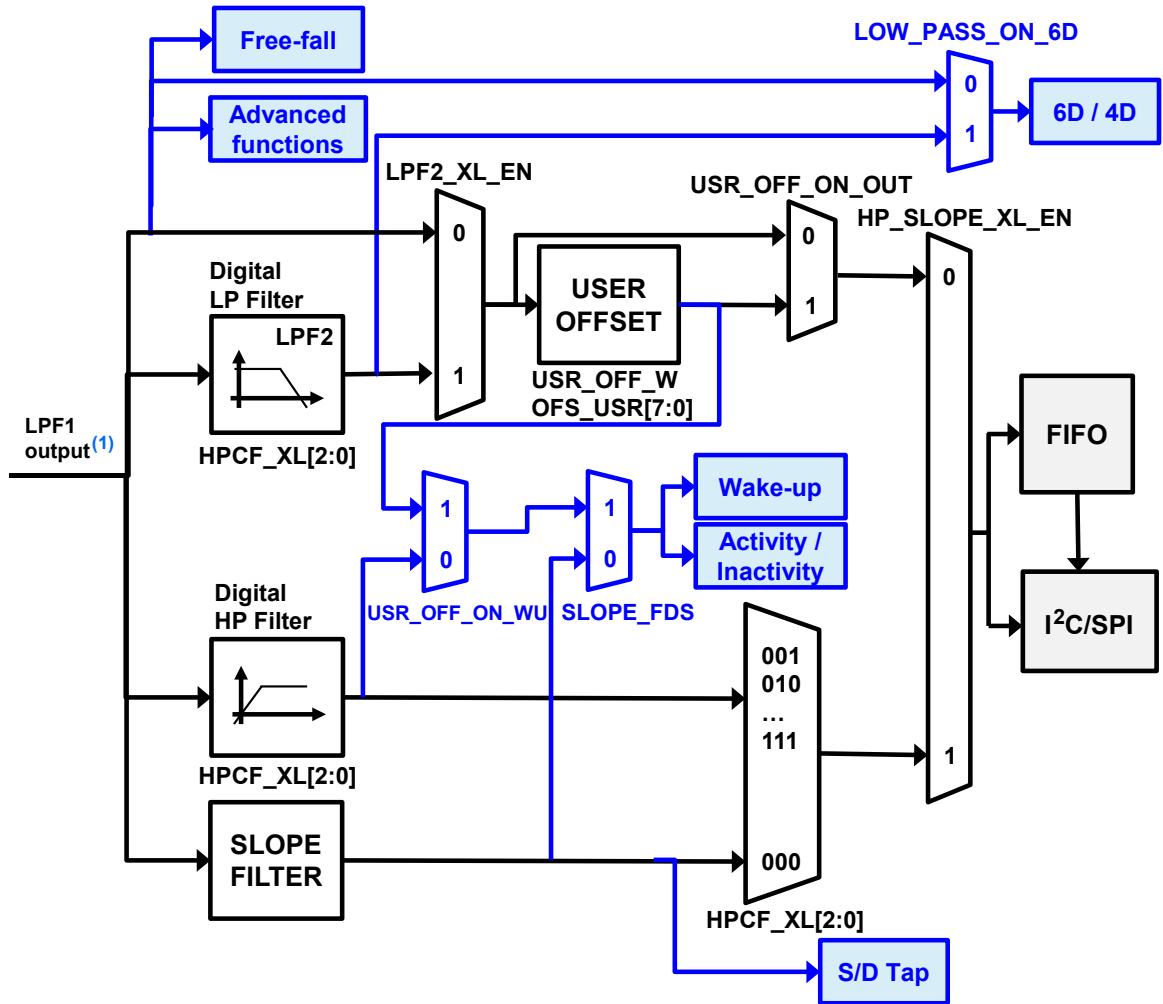 Free-fall
LOW_PASS_ON_6D
0
Advanced
functions
6D / 4D
1
LPF2_XL_EN
USR_OFF_ON_OUT
HP_SLOPE_XL_EN
0
0
Digital
LP Filter
LPF2
USER
OFFSET
0
1
1
USR_OFF_W
OFS_USR[7:0]
LPF1
output(1)
HPCF_XL[2:0]
FIFO
Wake-up
1
1
0
0
Activity /
Inactivity
Digital
HP Filter
USR_OFF_ON_WU
SLOPE_FDS
I²C/SPI
001
010
...
111
1
HPCF_XL[2:0]
SLOPE
FILTER
000
HPCF_XL[2:0]
S/D Tap